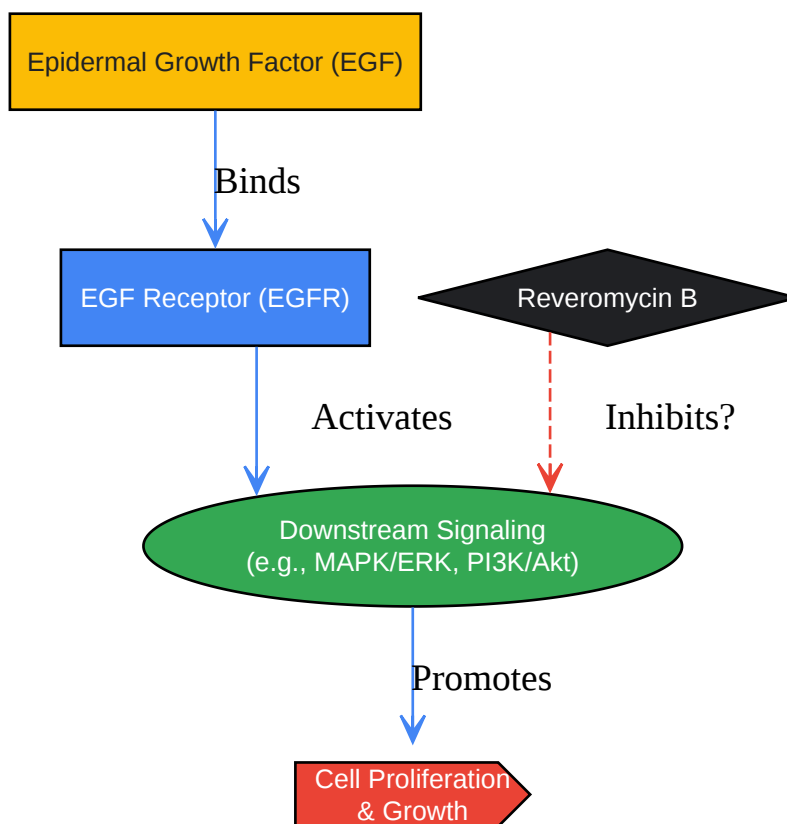 Epidermal Growth Factor (EGF)
Binds
EGF Receptor (EGFR)
Reveromycin B
Activates
Inhibits?
Downstream Signaling
(e.g., MAPK/ERK, PI3K/Akt)
Promotes
Cell Proliferation
& Growth